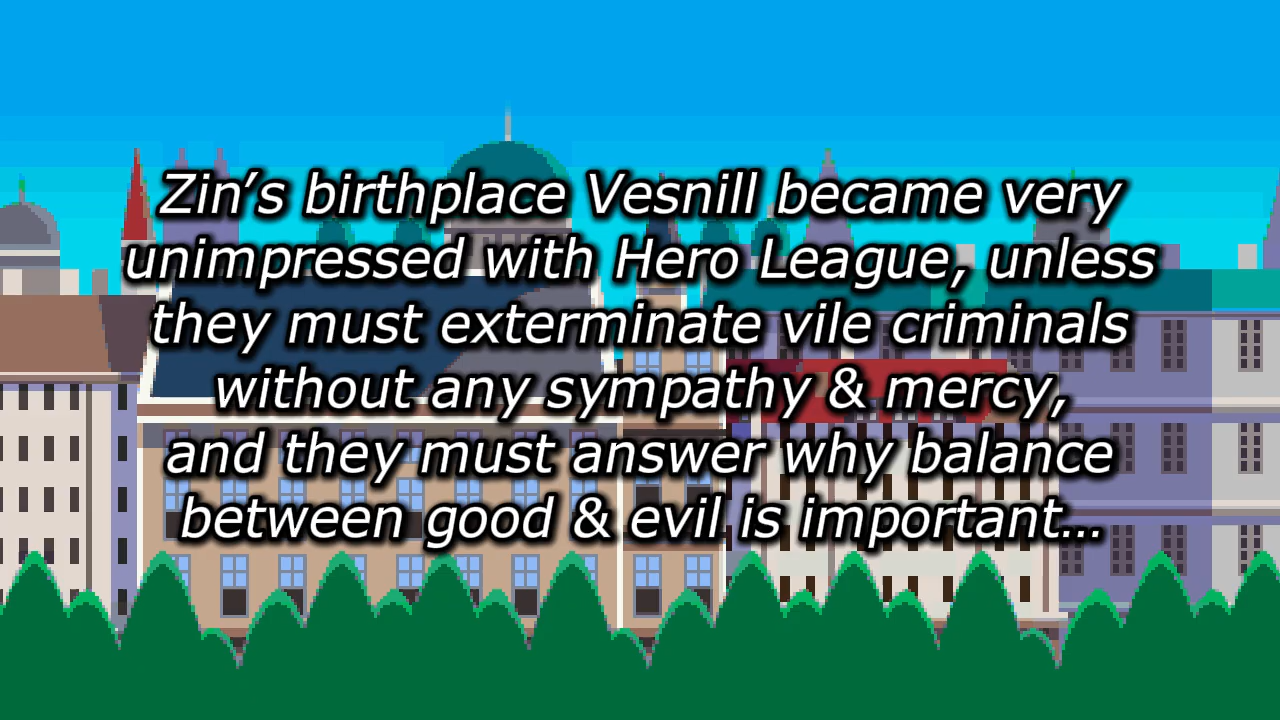 Zin’s birthplace Vesnill became very
unimpressed with Hero League, unless
they must exterminate vile criminals
without any sympathy & mercy,
and they must answer why balance
between good & evil is important…